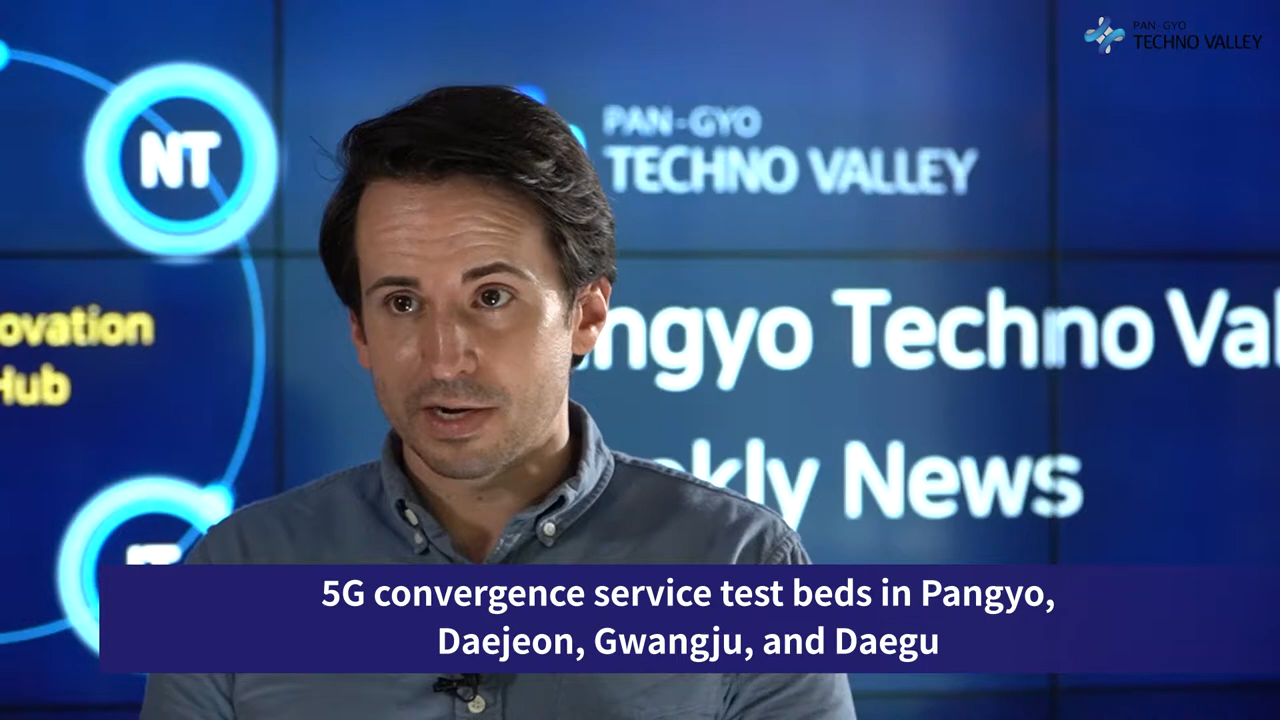 PAN-GYO
TECHNO VALLEY
NT
PAN-GYO
TECHNO VALLEY
ovation
Hub
ngyo Techno Val
kly News
5G convergence service test beds in Pangyo,
Daejeon, Gwangju, and Daegu